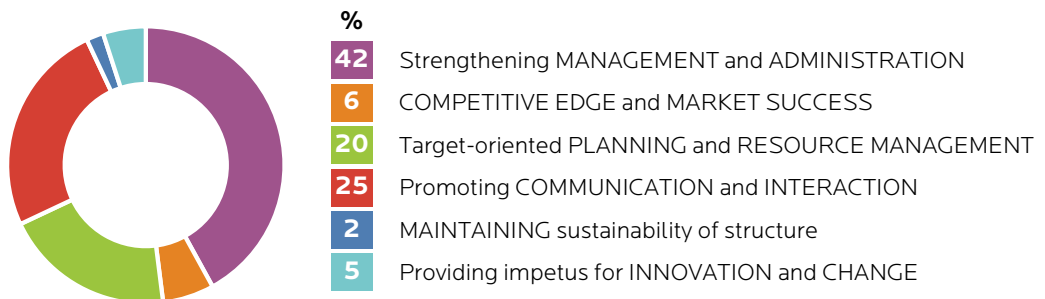 %
42 Strengthening MANAGEMENT and ADMINISTRATION
6 COMPETITIVE EDGE and MARKET SUCCESS
20 Target-oriented PLANNING and RESOURCE MANAGEMENT
25 Promoting COMMUNICATION and INTERACTION
2 MAINTAINING sustainability of structure
5 Providing impetus for INNOVATION and CHANGE